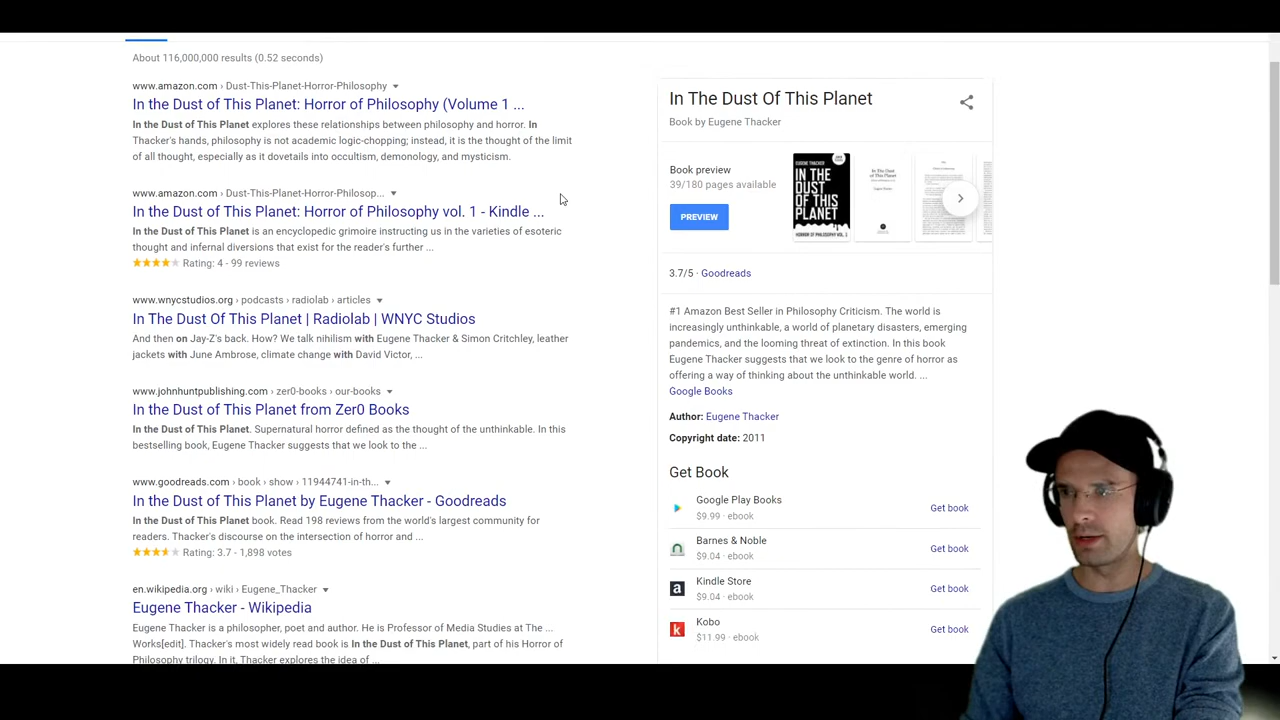 About 116,000,000 results (0.52 seconds)
www.amazon.com › Dust-This-Planet-Horror-Philosophy
In the Dust of This Planet: Horror of Philosophy (Volume 1 ...
In the Dust of This Planet explores these relationships between philosophy and horror. In
Thacker's hands, philosophy is not academic logic-chopping; instead, it is the thought of the limit
of all thought, especially as it dovetails into occultism, demonology, and mysticism.
www.amazon.com › Dust-This-Planet-Horror-Philosop...
In the Dust of This Planet: Horror of Philosophy vol. 1 - Kindle ...
In the Dust of This Planet is an encyclopedic grimoire instructing us in the varieties of esoteric
thought and infernal diversions that exist for the reader's further ...
Rating: 4 - 99 reviews
www.wnycstudios.org › podcasts › radiolab › articles
In The Dust Of This Planet | Radiolab | WNYC Studios
And then on Jay-Z's back. How? We talk nihilism with Eugene Thacker & Simon Critchley, leather
jackets with June Ambrose, climate change with David Victor, ...
www.johnhuntpublishing.com › zer0-books › our-books
In the Dust of This Planet from Zer0 Books
In the Dust of This Planet. Supernatural horror defined as the thought of the unthinkable. In this
bestselling book, Eugene Thacker suggests that we look to the ...
www.goodreads.com › book › show › 11944741-in-th...
In the Dust of This Planet by Eugene Thacker - Goodreads
In the Dust of This Planet book. Read 198 reviews from the world's largest community for
readers. Thacker's discourse on the intersection of horror and ...
Rating: 3.7 - 1,898 votes
en.wikipedia.org › wiki › Eugene_Thacker
Eugene Thacker - Wikipedia
Eugene Thacker is a philosopher, poet and author. He is Professor of Media Studies at The ...
Works[edit]. Thacker's most widely read book is In the Dust of This Planet, part of his Horror of
Philosophy trilogy. In it, Thacker explores the idea of ...
In The Dust Of This Planet
Book by Eugene Thacker
Book preview
39/180 pages available
PREVIEW
EUGENE THACKER
IN THE
DUST
OF THIS
PLANET
HORROR OF PHILOSOPHY VOL. 1
3.7/5 · Goodreads
#1 Amazon Best Seller in Philosophy Criticism. The world is
increasingly unthinkable, a world of planetary disasters, emerging
pandemics, and the looming threat of extinction. In this book
Eugene Thacker suggests that we look to the genre of horror as
offering a way of thinking about the unthinkable world. ...
Google Books
Author: Eugene Thacker
Copyright date: 2011
Get Book
Google Play Books
$9.99 · ebook
Get book
Barnes & Noble
$9.04 · ebook
Get book
Kindle Store
$9.04 · ebook
Get book
Kobo
$11.99 · ebook
Get book